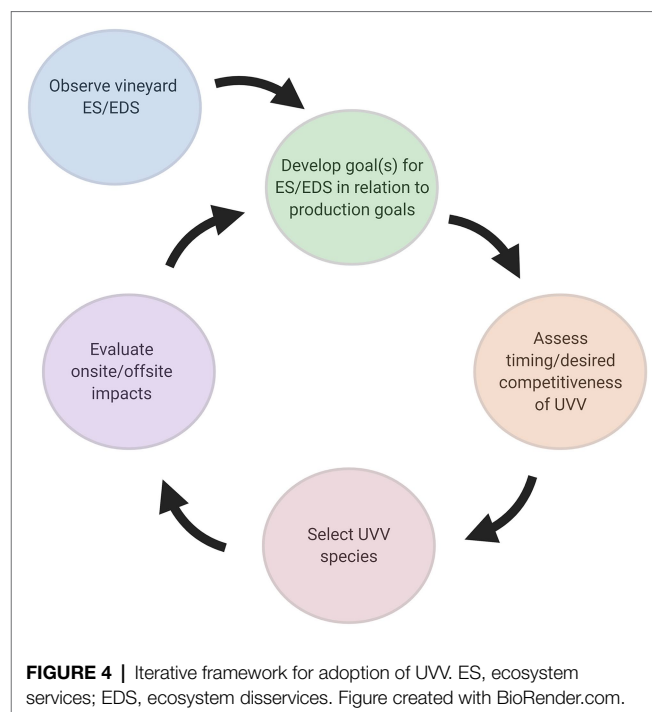 Observe vineyard
ES/EDS
Develop goal(s) for
ES/EDS in relation to
production goals
Assess
timing/desired
competitiveness
of UVV
Select UVV
species
Evaluate
onsite/offsite
impacts
FIGURE 4 | Iterative framework for adoption of UVV. ES, ecosystem
services; EDS, ecosystem disservices. Figure created with BioRender.com.